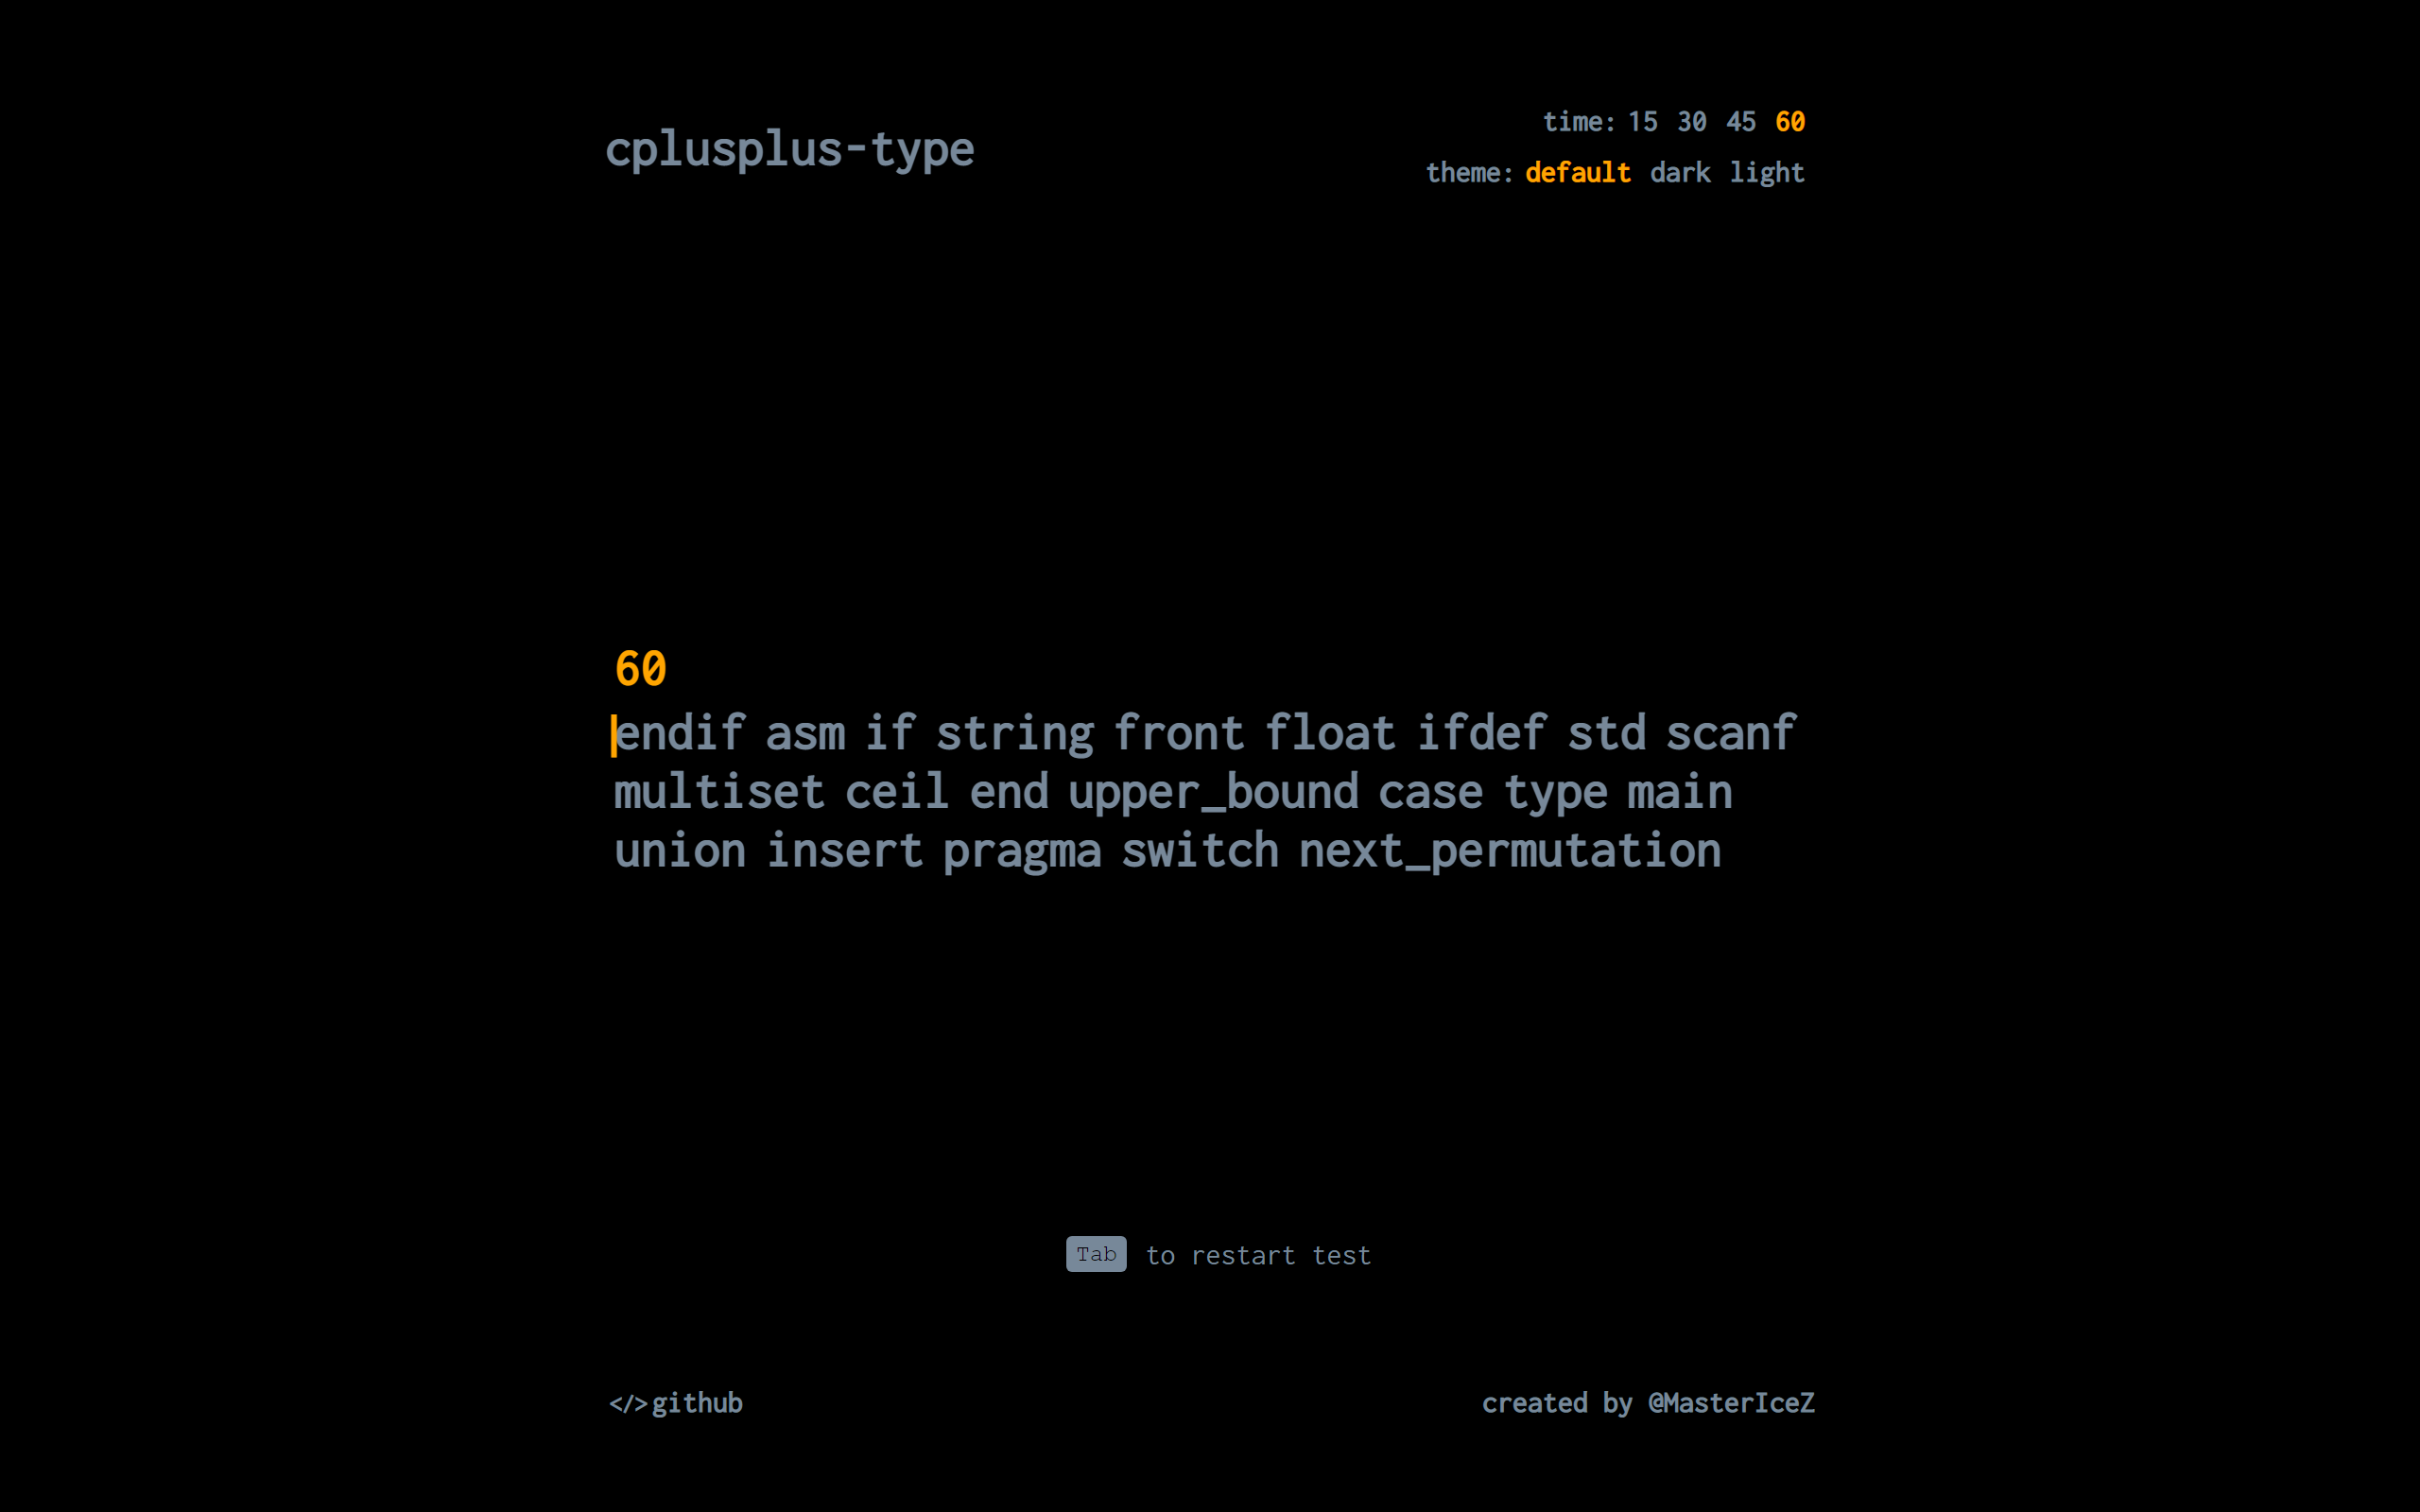 cplusplus-type
time: 15 30 45 60
theme: default dark light
60
endif asm if string front float ifdef std scanf
multiset ceil end upper_bound case type main
union insert pragma switch next_permutation
Tab to restart test
</>github
created by @MasterIceZ